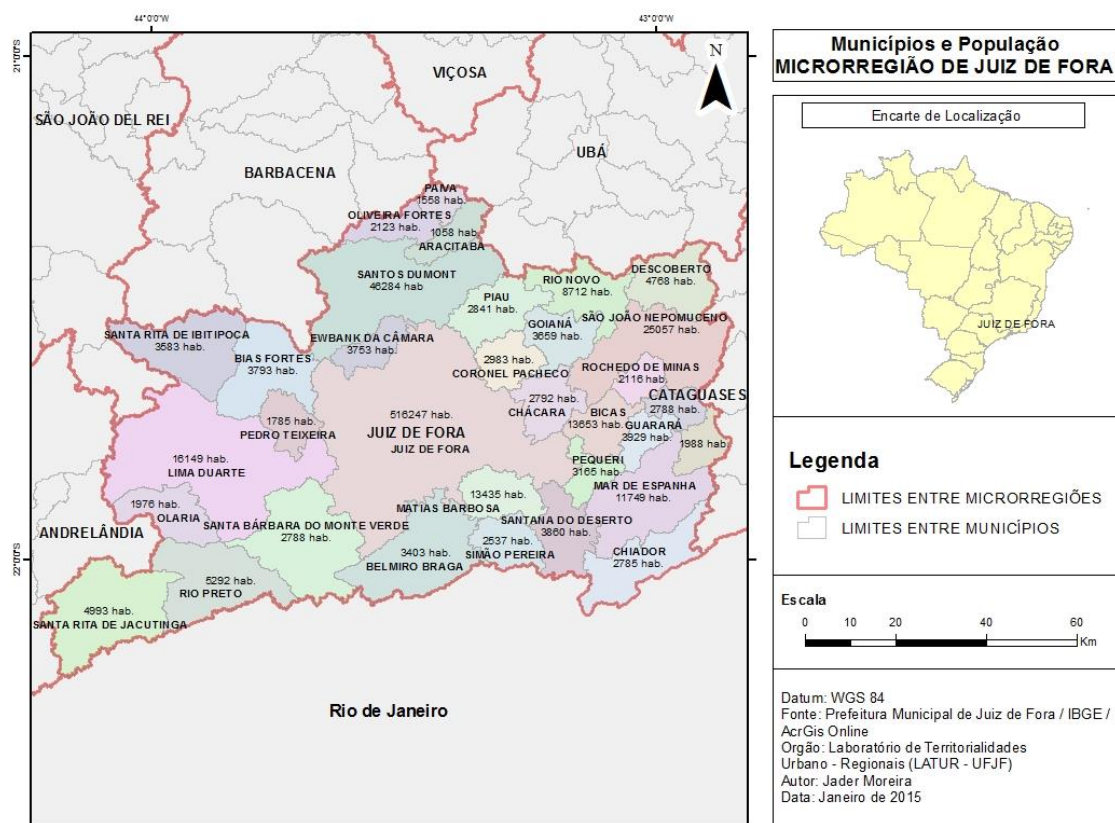 44°0'0"W
43°0'0"W
21°0'0"S
21°0'0"S
22°0'0"S
22°0'0"S
N
VIÇOSA
SÃO JOÃO DEL REI
UBÁ
BARBACENA
PAIVA
1558 hab.
OLIVEIRA FORTES
2123 hab.
1058 hab.
ARACITABA
SANTOS DUMONT
46284 hab.
DESCOBERTO
4768 hab.
RIO NOVO
8712 hab.
PIAU
2841 hab.
SÃO JOÃO NEPOMUCENO
25057 hab.
GOIANÁ
3659 hab.
SANTA RITA DE IBITIPOCA
3583 hab.
EWBANK DA CÂMARA
3753 hab.
BIAS FORTES
3793 hab.
2983 hab.
CORONEL PACHECO
ROCHEDO DE MINAS
2116 hab.
2792 hab.
CHÁCARA
CATAGUASES
2788 hab.
BICAS
13653 hab.
GUARARÁ
3929 hab.
1988 hab.
1785 hab.
PEDRO TEIXEIRA
516247 hab.
JUIZ DE FORA
JUIZ DE FORA
16149 hab.
LIMA DUARTE
PEQUERI
3165 hab.
MAR DE ESPANHA
11749 hab.
1976 hab.
OLARIA
13435 hab.
MATIAS BARBOSA
SANTANA DO DESERTO
3860 hab.
SANTA BÁRBARA DO MONTE VERDE
2788 hab.
ANDRELÂNDIA
2537 hab.
SIMÃO PEREIRA
3403 hab.
BELMIRO BRAGA
CHIADOR
2785 hab.
5292 hab.
RIO PRETO
4993 hab.
SANTA RITA DE JACUTINGA
Rio de Janeiro
Municípios e População
MICRORREGIÃO DE JUIZ DE FORA
Encarte de Localização
JUIZ DE FORA
Legenda
LIMITES ENTRE MICRORREGIÕES
LIMITES ENTRE MUNICÍPIOS
Escala
0 10 20 40 60
Km
Datum: WGS 84
Fonte: Prefeitura Municipal de Juiz de Fora / IBGE /
AcrGis Online
Orgão: Laboratório de Territorialidades
Urbano - Regionais (LATUR - UFJF)
Autor: Jader Moreira
Data: Janeiro de 2015